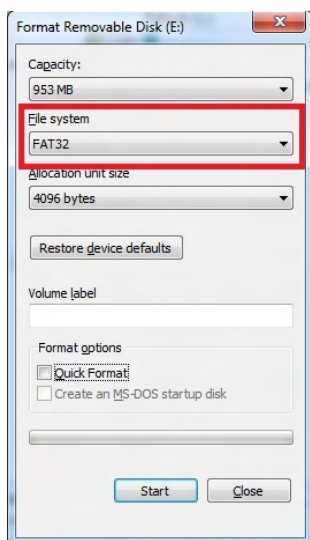 Format Removable Disk (E:)
Capacity:
953 MB
File system
FAT32
Allocation unit size
4096 bytes
Restore device defaults
Volume label
Format options
Quick Format
Create an MS-DOS startup disk
Start Close